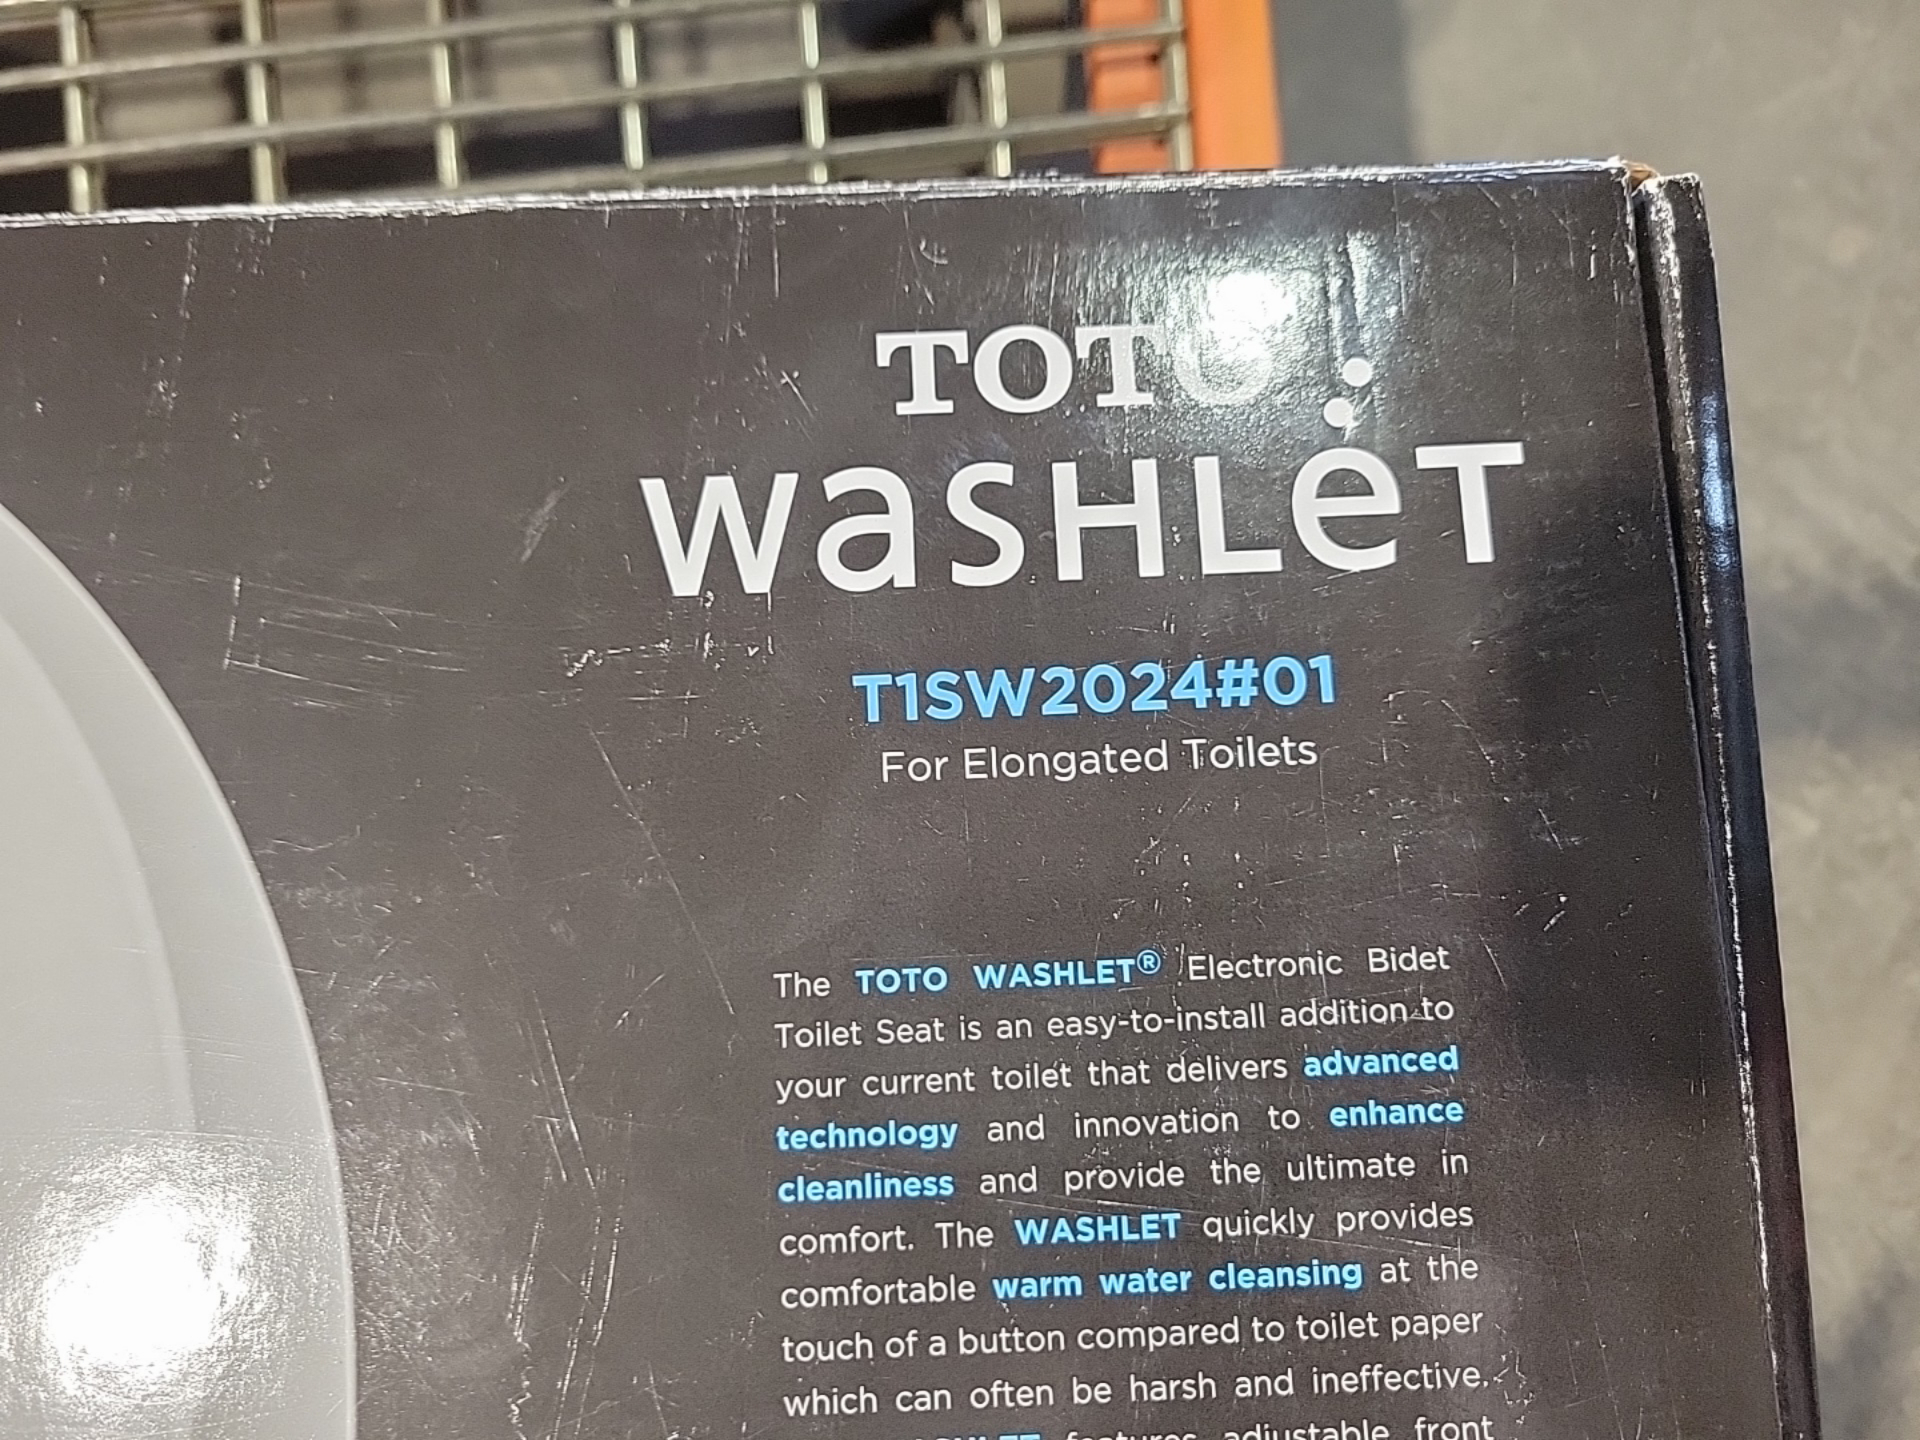 TOTO
WaSHLeT
T1SW2024#01
For Elongated Toilets
The TOTO WASHLET® Electronic Bidet
Toilet Seat is an easy-to-install addition to
your current toilet that delivers advanced
technology and innovation to enhance
cleanliness and provide the ultimate in
comfort. The WASHLET quickly provides
comfortable warm water cleansing at the
touch of a button compared to toilet paper
which can often be harsh and ineffective.
features adjustable front